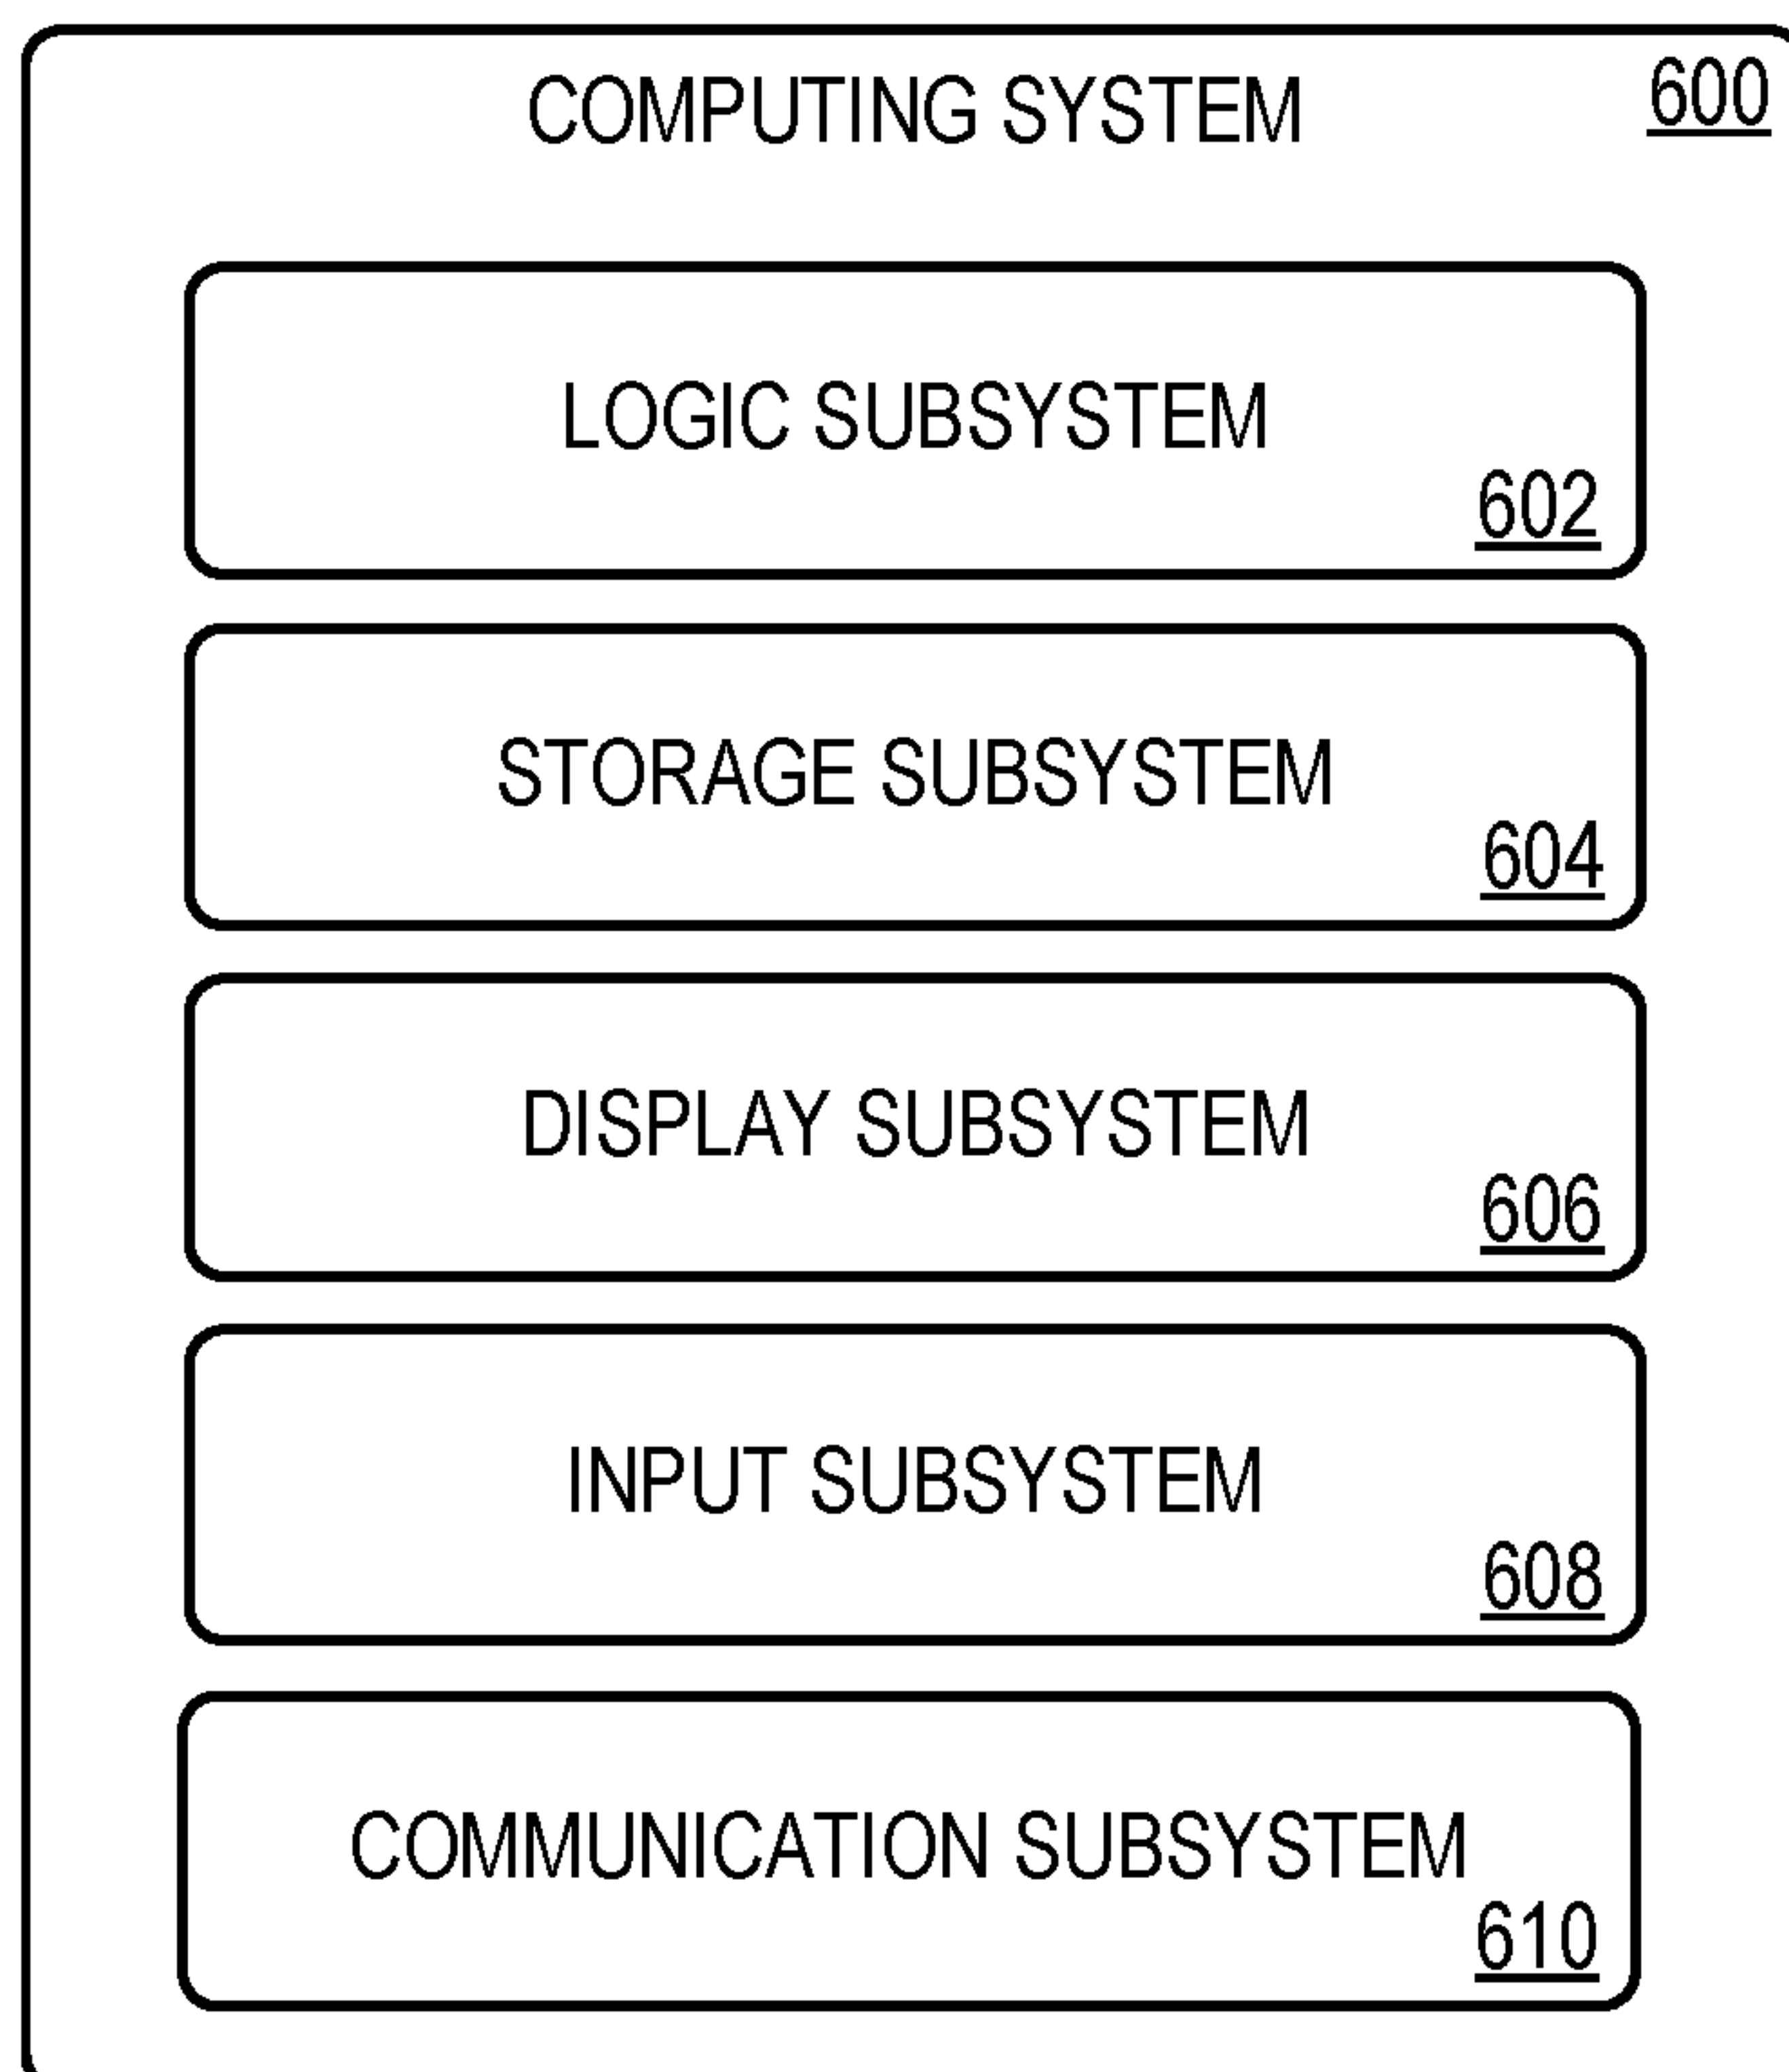 COMPUTING SYSTEM 600
LOGIC SUBSYSTEM
602
STORAGE SUBSYSTEM
604
DISPLAY SUBSYSTEM
606
INPUT SUBSYSTEM
608
COMMUNICATION SUBSYSTEM
610